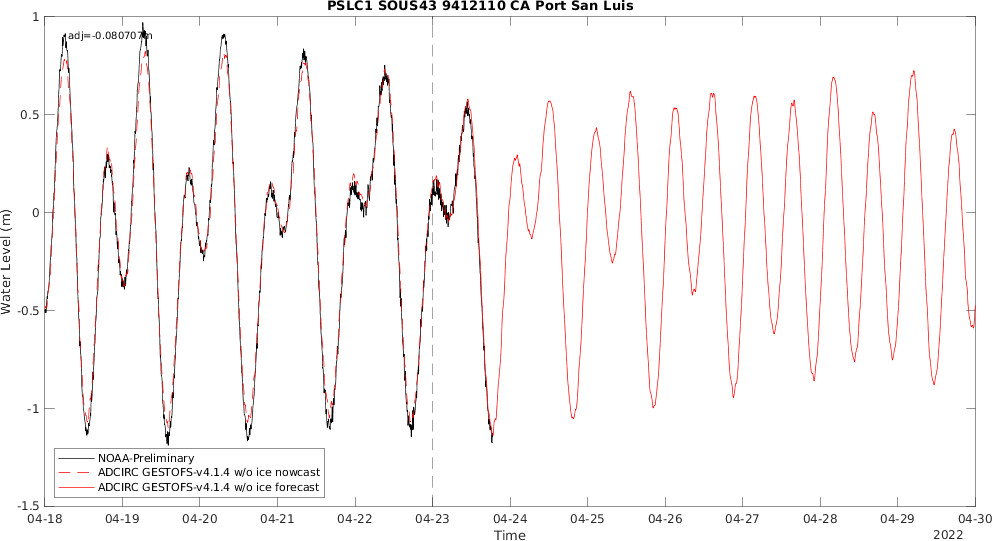 PSLC1 SOUS43 9412110 CA Port San Luis
adj=-0.080707m
1
0.5
0
-0.5
-1
-1.5
Water Level (m)
NOAA-Preliminary
ADCIRC GESTOFS-v4.1.4 w/o ice nowcast
ADCIRC GESTOFS-v4.1.4 w/o ice forecast
04-18 04-19 04-20 04-21 04-22 04-23 04-24 04-25 04-26 04-27 04-28 04-29 04-30
Time
2022